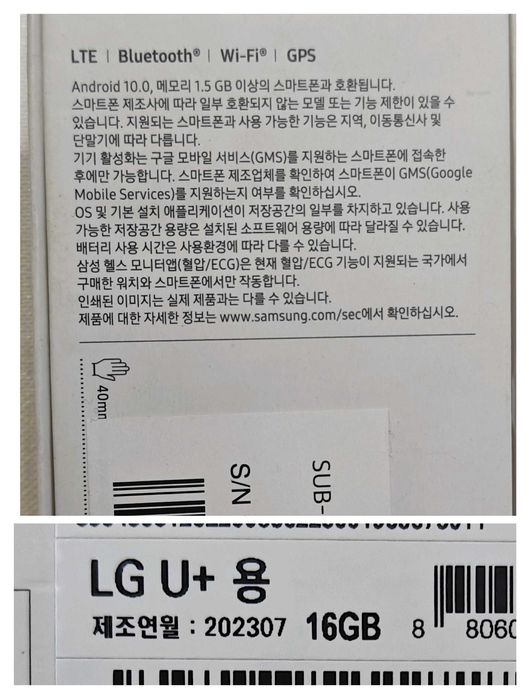 LTE | Bluetooth® | Wi-Fi® | GPS
Android 10.0, 메모리 1.5 GB 이상의 스마트폰과 호환됩니다.
스마트폰 제조사에 따라 일부 호환되지 않는 모델 또는 기능 제한이 있을 수
있습니다. 지원되는 스마트폰과 사용 가능한 기능은 지역, 이동통신사 및
단말기에 따라 다릅니다.
기기 활성화는 구글 모바일 서비스(GMS)를 지원하는 스마트폰에 접속한
후에만 가능합니다. 스마트폰 제조업체를 확인하여 스마트폰이 GMS(Google
Mobile Services)를 지원하는지 여부를 확인하십시오.
OS 및 기본 설치 애플리케이션이 저장공간의 일부를 차지하고 있습니다. 사용
가능한 저장공간 용량은 설치된 소프트웨어 용량에 따라 달라질 수 있습니다.
배터리 사용 시간은 사용환경에 따라 다를 수 있습니다.
삼성 헬스 모니터앱(혈압/ECG)은 현재 혈압/ECG 기능이 지원되는 국가에서
구매한 워치와 스마트폰에서만 작동합니다.
인쇄된 이미지는 실제 제품과는 다를 수 있습니다.
제품에 대한 자세한 정보는 www.samsung.com/sec에서 확인하십시오.
40mm
S/N
SUB-
LG U+ 용
제조연월 : 202307 16GB
8 8060